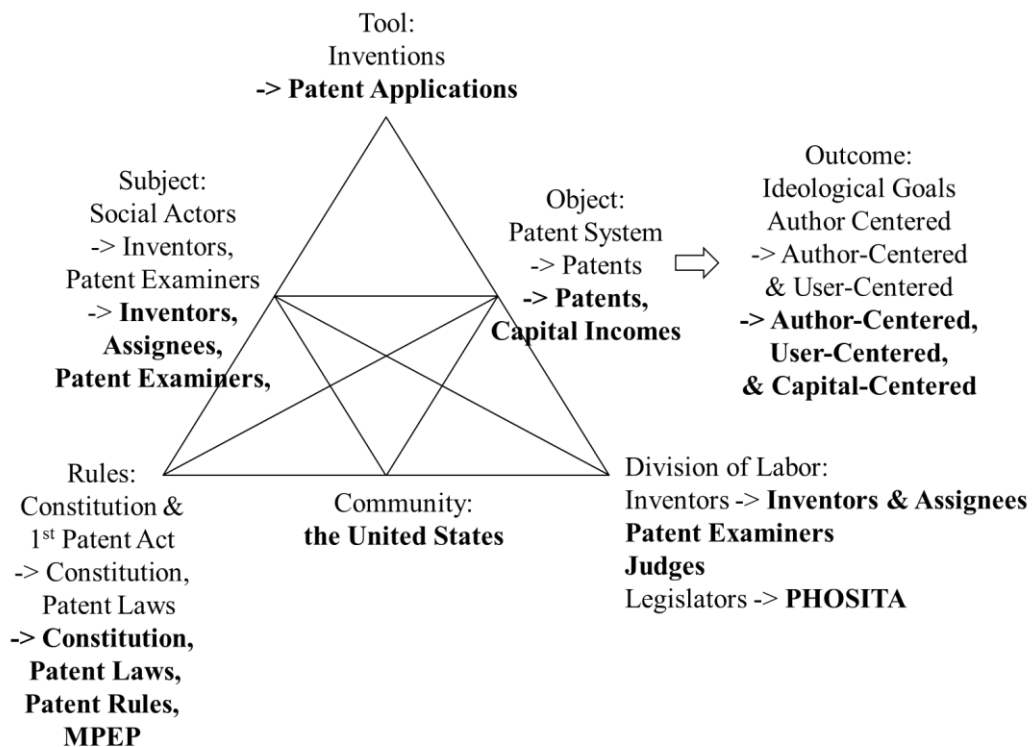 Tool:
Inventions
-> Patent Applications
Subject:
Social Actors
-> Inventors,
Patent Examiners
-> Inventors,
Assignees,
Patent Examiners,
Object:
Patent System
-> Patents
-> Patents,
Capital Incomes
Outcome:
Ideological Goals
Author Centered
-> Author-Centered
& User-Centered
-> Author-Centered,
User-Centered,
& Capital-Centered
Rules:
Constitution &
1st Patent Act
-> Constitution,
Patent Laws
-> Constitution,
Patent Laws,
Patent Rules,
MPEP
Community:
the United States
Division of Labor:
Inventors -> Inventors & Assignees
Patent Examiners
Judges
Legislators -> PHOSITA